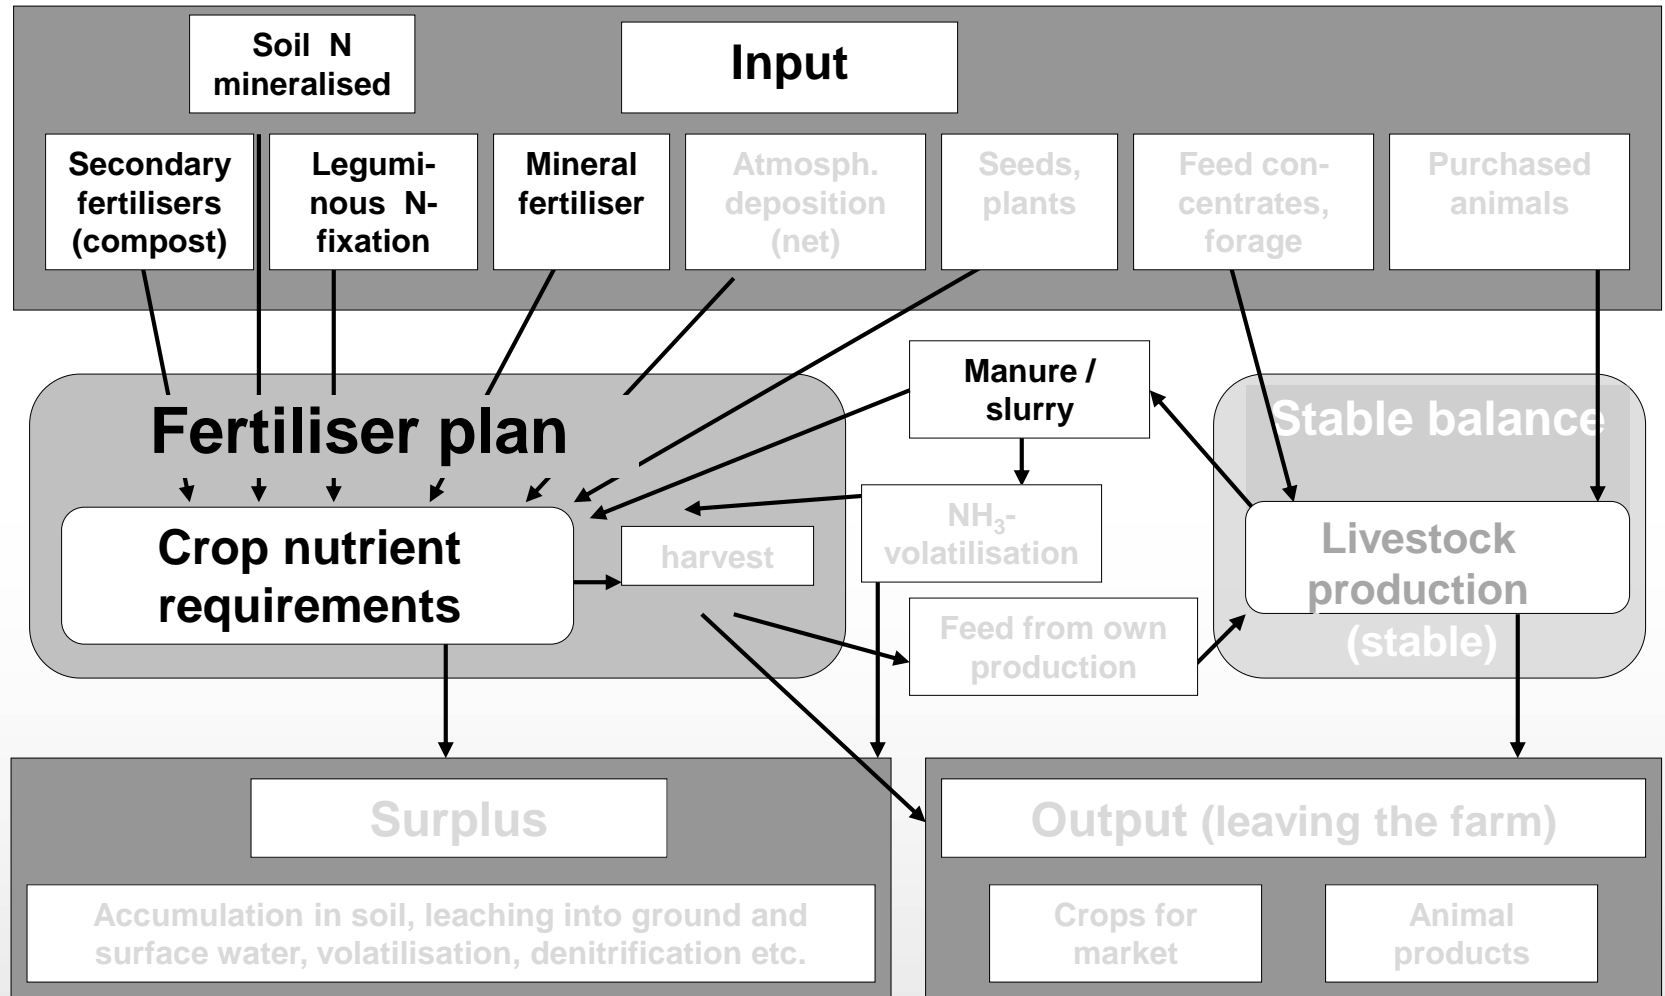 Soil N
mineralised
Input
Secondary
fertilisers
(compost)
Legumi-
nous N-
fixation
Mineral
fertiliser
Atmosph.
deposition
(net)
Seeds,
plants
Feed con-
centrates,
forage
Purchased
animals
Manure /
slurry
Fertiliser plan
Stable balance
Crop nutrient
requirements
harvest
NH₃-
volatilisation
Feed from own
production
Livestock
production
(stable)
Surplus
Output (leaving the farm)
Accumulation in soil, leaching into ground and
surface water, volatilisation, denitrification etc.
Crops for
market
Animal
products